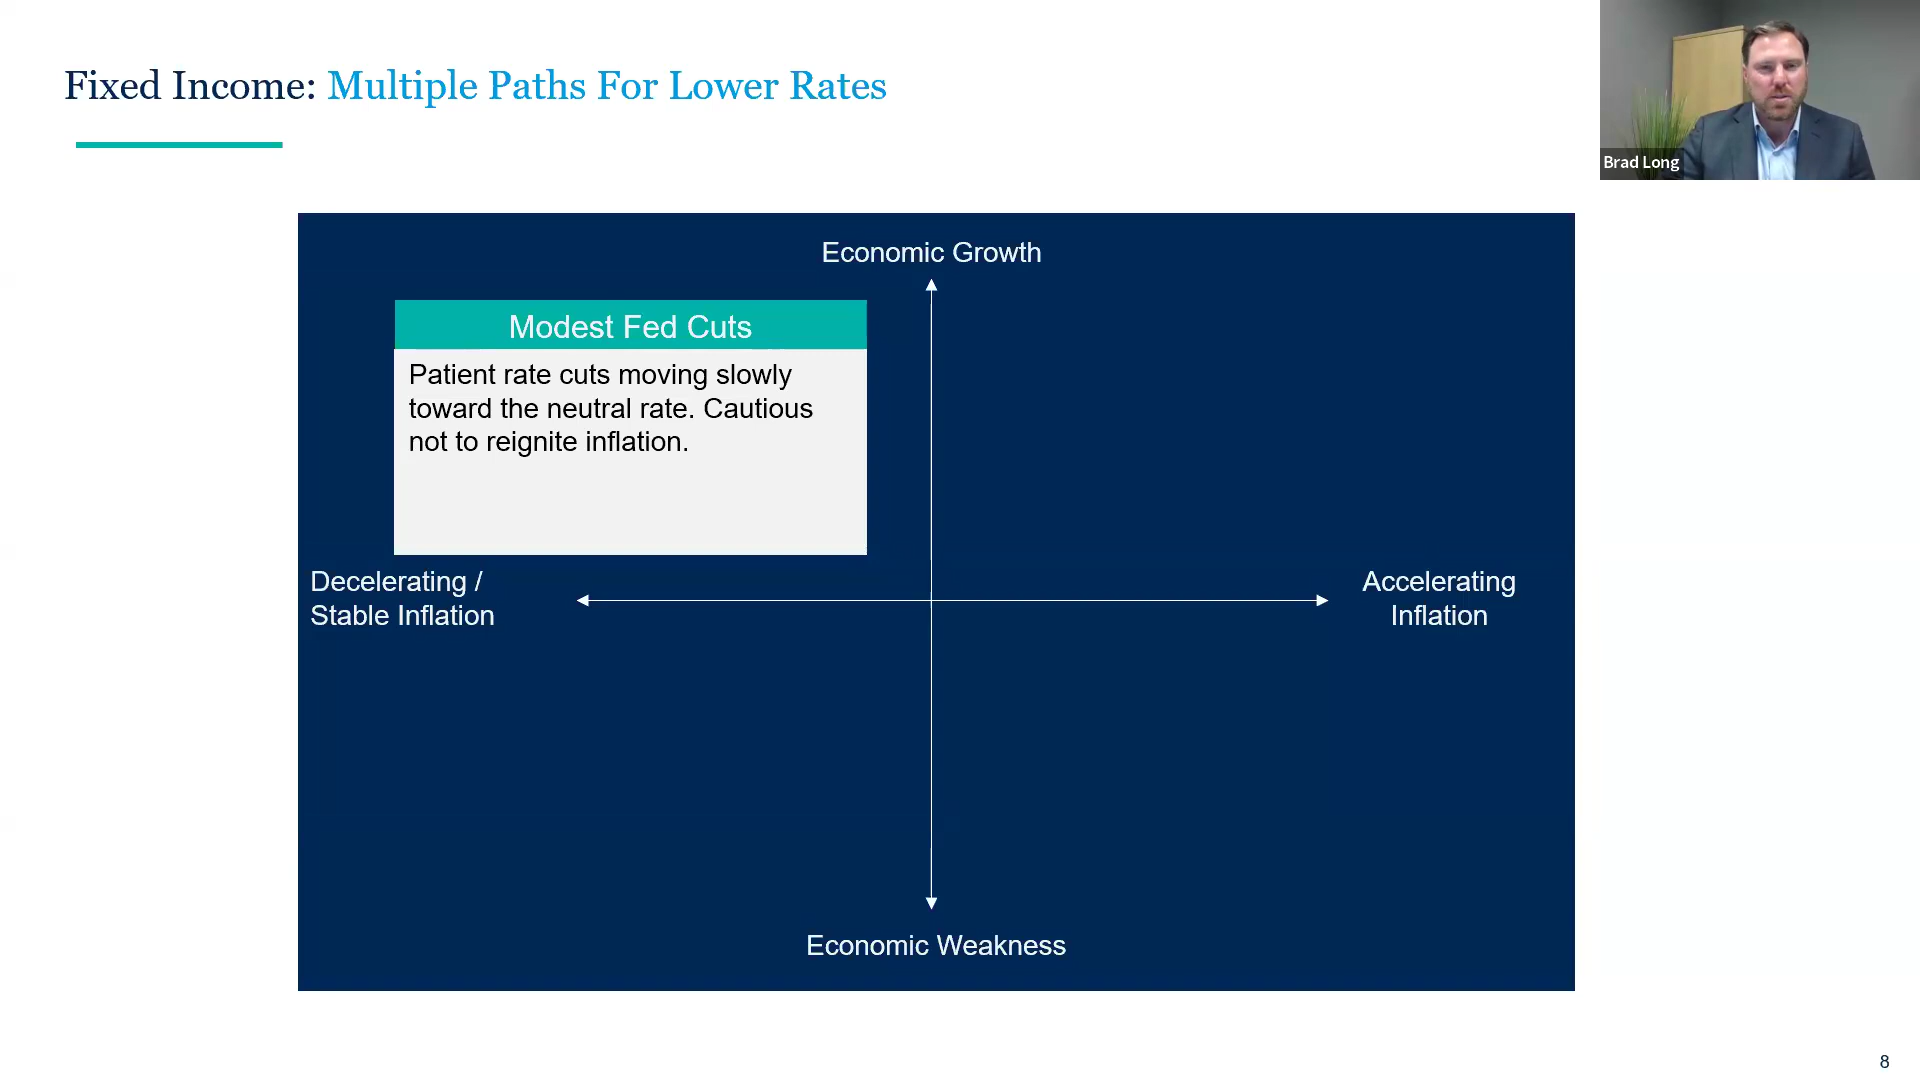 Fixed Income: Multiple Paths For Lower Rates
Brad Long
Economic Growth
Modest Fed Cuts
Patient rate cuts moving slowly
toward the neutral rate. Cautious
not to reignite inflation.
Decelerating /
Stable Inflation
Accelerating
Inflation
Economic Weakness
8